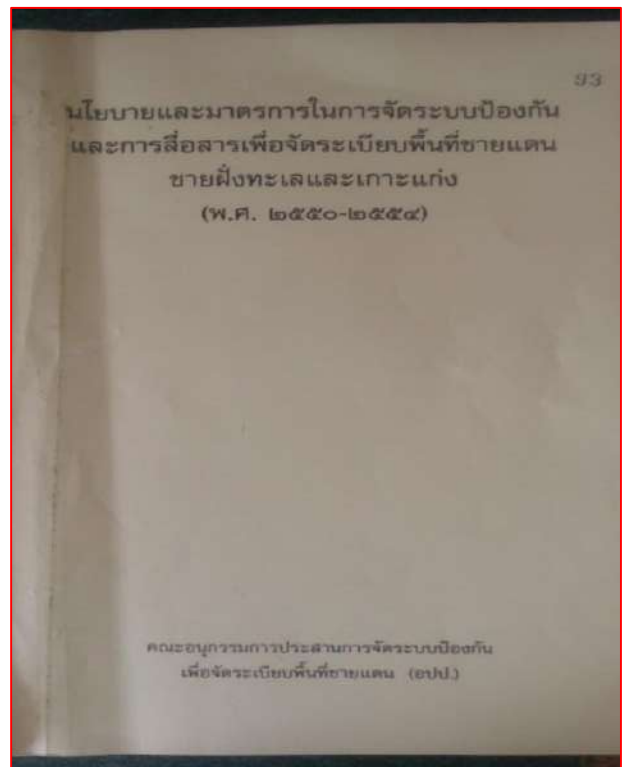 93
นโยบายและมาตรการในการจัดระบบป้องกัน
และการสื่อสารเพื่อจัดระเบียบพื้นที่ชายแดน
ชายฝั่งทะเลและเกาะแก่ง
(พ.ศ. ๒๕๕๐-๒๕๕๔)
คณะอนุกรรมการประสานการจัดระบบป้องกัน
เพื่อจัดระเบียบพื้นที่ชายแดน (อปป.)